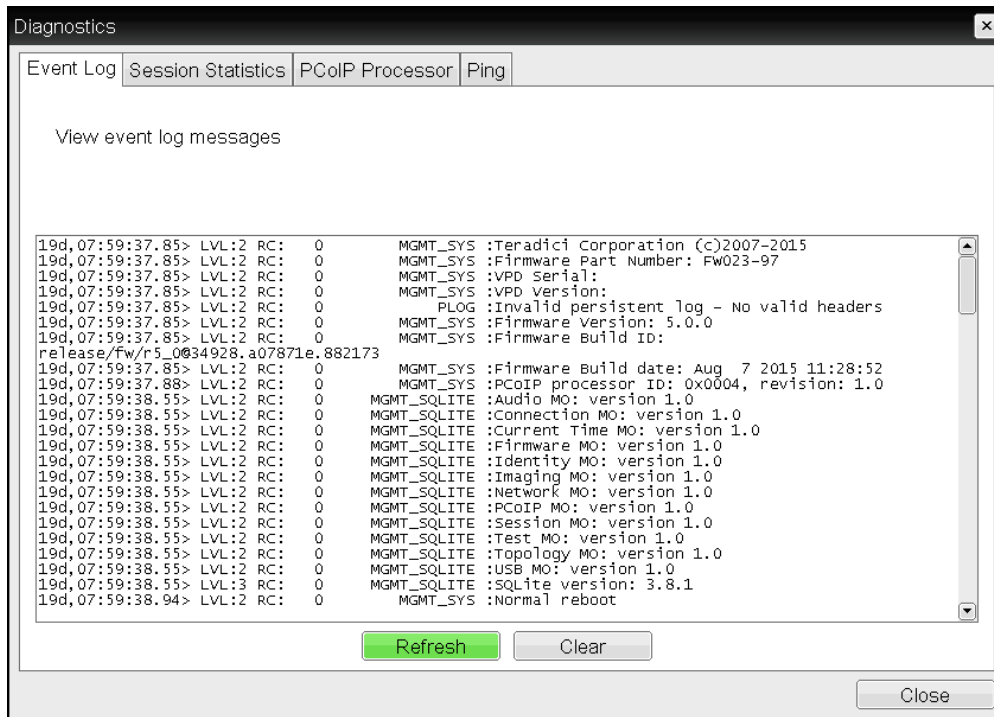 Diagnostics
Event Log Session Statistics PCoIP Processor Ping
View event log messages
19d,07:59:37.85> LVL:2 RC: 0 MGMT_SYS :Teradici Corporation (c)2007-2015
19d,07:59:37.85> LVL:2 RC: 0 MGMT_SYS :Firmware Part Number: FW023-97
19d,07:59:37.85> LVL:2 RC: 0 MGMT_SYS :VPD Serial:
19d,07:59:37.85> LVL:2 RC: 0 MGMT_SYS :VPD Version:
19d,07:59:37.85> LVL:2 RC: 0 PLOG :Invalid persistent log - No valid headers
19d,07:59:37.85> LVL:2 RC: 0 MGMT_SYS :Firmware Version: 5.0.0
19d,07:59:37.85> LVL:2 RC: 0 MGMT_SYS :Firmware Build ID:
19d,07:59:37.85> LVL:2 RC: 0 MGMT_SYS :Firmware Build date: Aug 7 2015 11:28:52
19d,07:59:37.88> LVL:2 RC: 0 MGMT_SYS :PCoIP processor ID: 0x0004, revision: 1.0
19d,07:59:38.55> LVL:2 RC: 0 MGMT_SQLITE :Audio MO: version 1.0
19d,07:59:38.55> LVL:2 RC: 0 MGMT_SQLITE :Connection MO: version 1.0
19d,07:59:38.55> LVL:2 RC: 0 MGMT_SQLITE :Current Time MO: version 1.0
19d,07:59:38.55> LVL:2 RC: 0 MGMT_SQLITE :Firmware MO: version 1.0
19d,07:59:38.55> LVL:2 RC: 0 MGMT_SQLITE :Identity MO: version 1.0
19d,07:59:38.55> LVL:2 RC: 0 MGMT_SQLITE :Imaging MO: version 1.0
19d,07:59:38.55> LVL:2 RC: 0 MGMT_SQLITE :Network MO: version 1.0
19d,07:59:38.55> LVL:2 RC: 0 MGMT_SQLITE :PCoIP MO: version 1.0
19d,07:59:38.55> LVL:2 RC: 0 MGMT_SQLITE :Session MO: version 1.0
19d,07:59:38.55> LVL:2 RC: 0 MGMT_SQLITE :Test MO: version 1.0
19d,07:59:38.55> LVL:2 RC: 0 MGMT_SQLITE :Topology MO: version 1.0
19d,07:59:38.55> LVL:2 RC: 0 MGMT_SQLITE :USB MO: version 1.0
19d,07:59:38.55> LVL:3 RC: 0 MGMT_SQLITE :SQLite version: 3.8.1
19d,07:59:38.94> LVL:2 RC: 0 MGMT_SYS :Normal reboot
Refresh Clear
Close